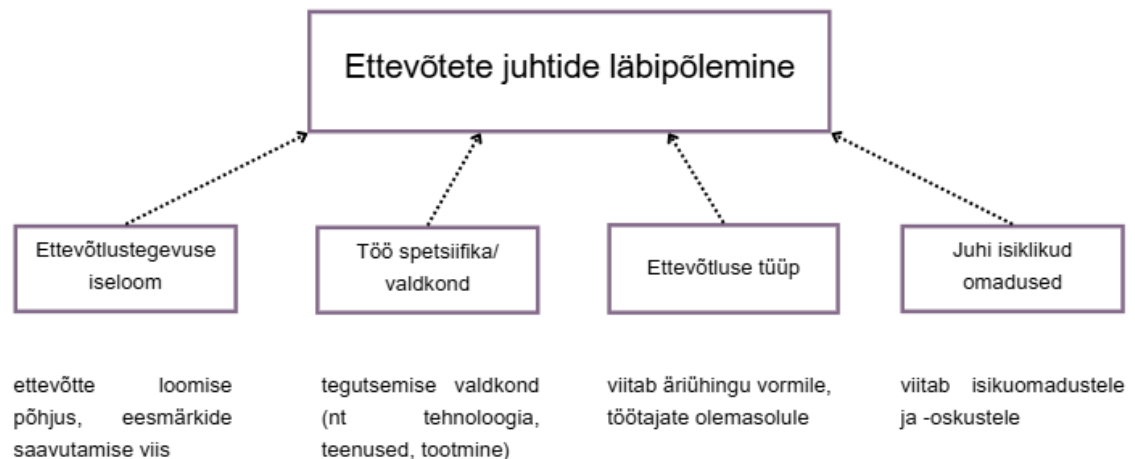 Ettevõtete juhtide läbipõlemine
Ettevõtlustegevuse
iseloom
Töö spetsiifika/
valdkond
Ettevõtluse tüüp
Juhi isiklikud
omadused
ettevõtte loomise
põhjus, eesmärkide
saavutamise viis
tegutsemise valdkond
(nt tehnoloogia,
teenused, tootmine)
viitab äriühingu vormile,
töötajate olemasolule
viitab isikuomadustele
ja -oskustele